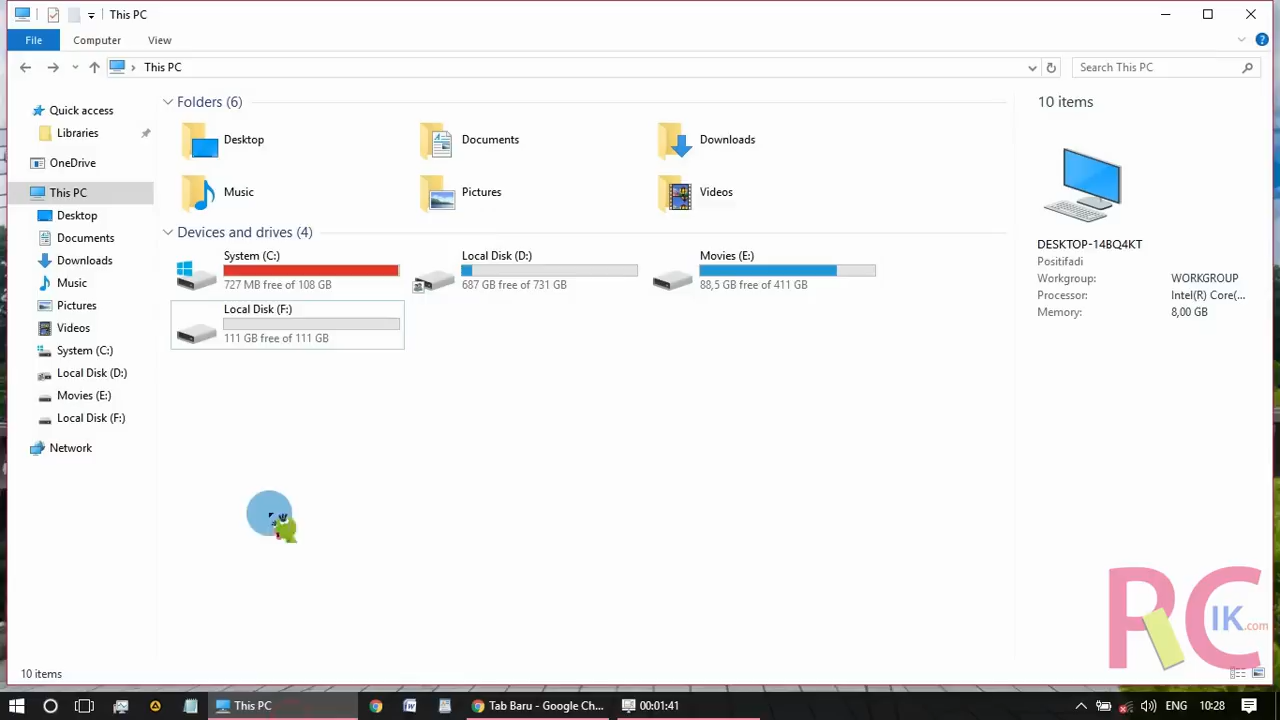 This PC
File Computer View
This PC
Search This PC
Quick access
Libraries
OneDrive
This PC
Desktop
Documents
Downloads
Music
Pictures
Videos
System (C:)
Local Disk (D:)
Movies (E:)
Local Disk (F:)
Network
Folders (6)
Desktop
Documents
Downloads
Music
Pictures
Videos
Devices and drives (4)
System (C:)
727 MB free of 108 GB
Local Disk (D:)
687 GB free of 731 GB
Movies (E:)
88,5 GB free of 411 GB
Local Disk (F:)
111 GB free of 111 GB
10 items
DESKTOP-14BQ4KT
Positifadi
Workgroup: WORKGROUP
Processor: Intel(R) Core(...
Memory: 8,00 GB
PCIK.com
10 items
This PC
Tab Baru - Google Ch...
00:01:41
ENG
10:28